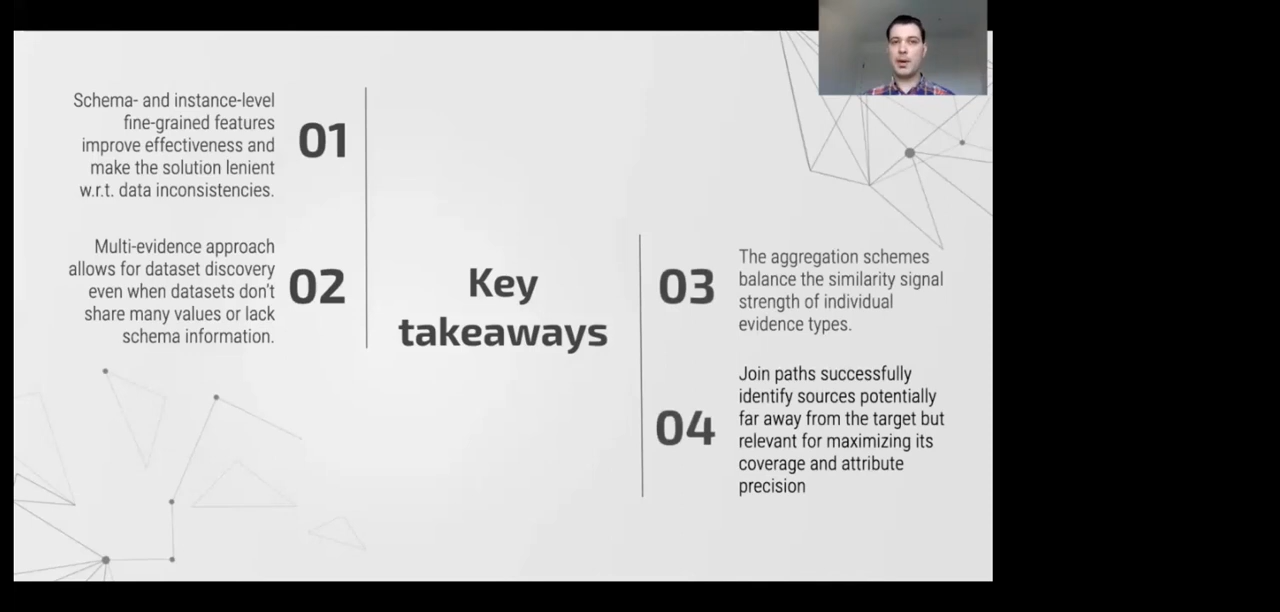 Schema- and instance-level
fine-grained features
improve effectiveness and
make the solution lenient
w.r.t. data inconsistencies.
01
Multi-evidence approach
allows for dataset discovery
even when datasets don't
share many values or lack
schema information.
02
Key
takeaways
03
The aggregation schemes
balance the similarity signal
strength of individual
evidence types.
04
Join paths successfully
identify sources potentially
far away from the target but
relevant for maximizing its
coverage and attribute
precision